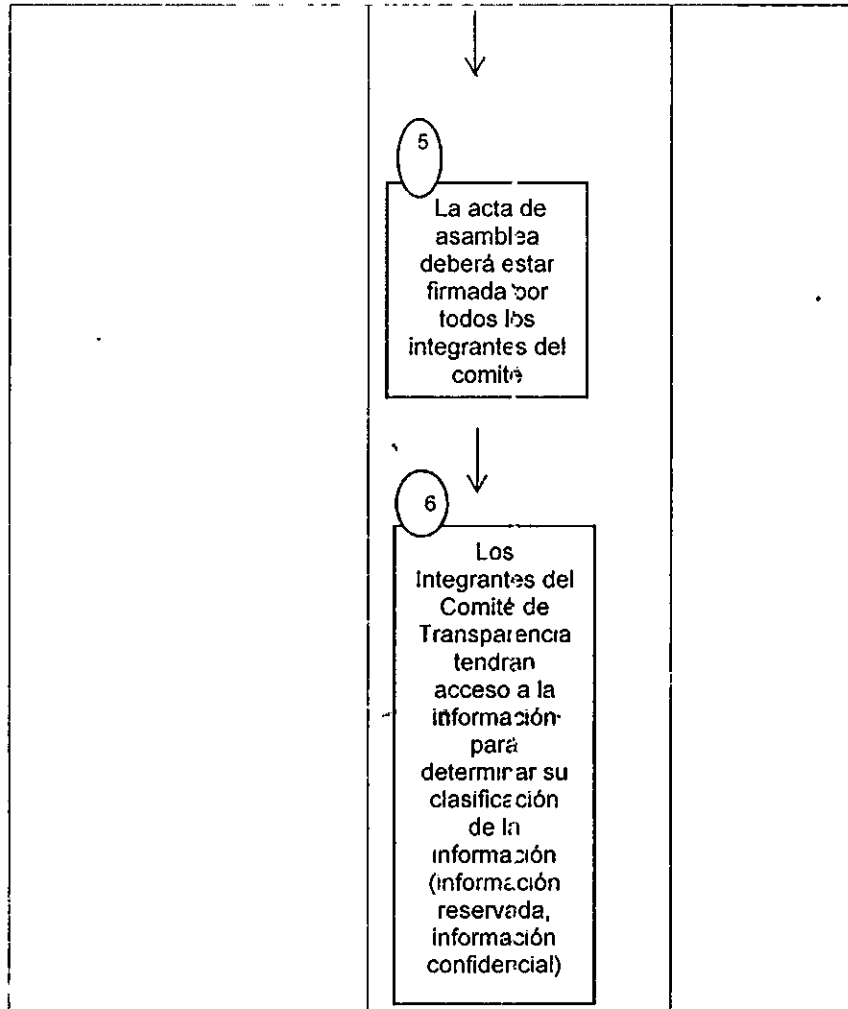 5
La acta de
asamblea
deberá estar
firmada por
todos los
integrantes del
comité
6
Los
Integrantes del
Comité de
Transparencia
tendran
acceso a la
información
para
determinar su
clasificación
de la
información
(información
reservada,
información
confidencial)